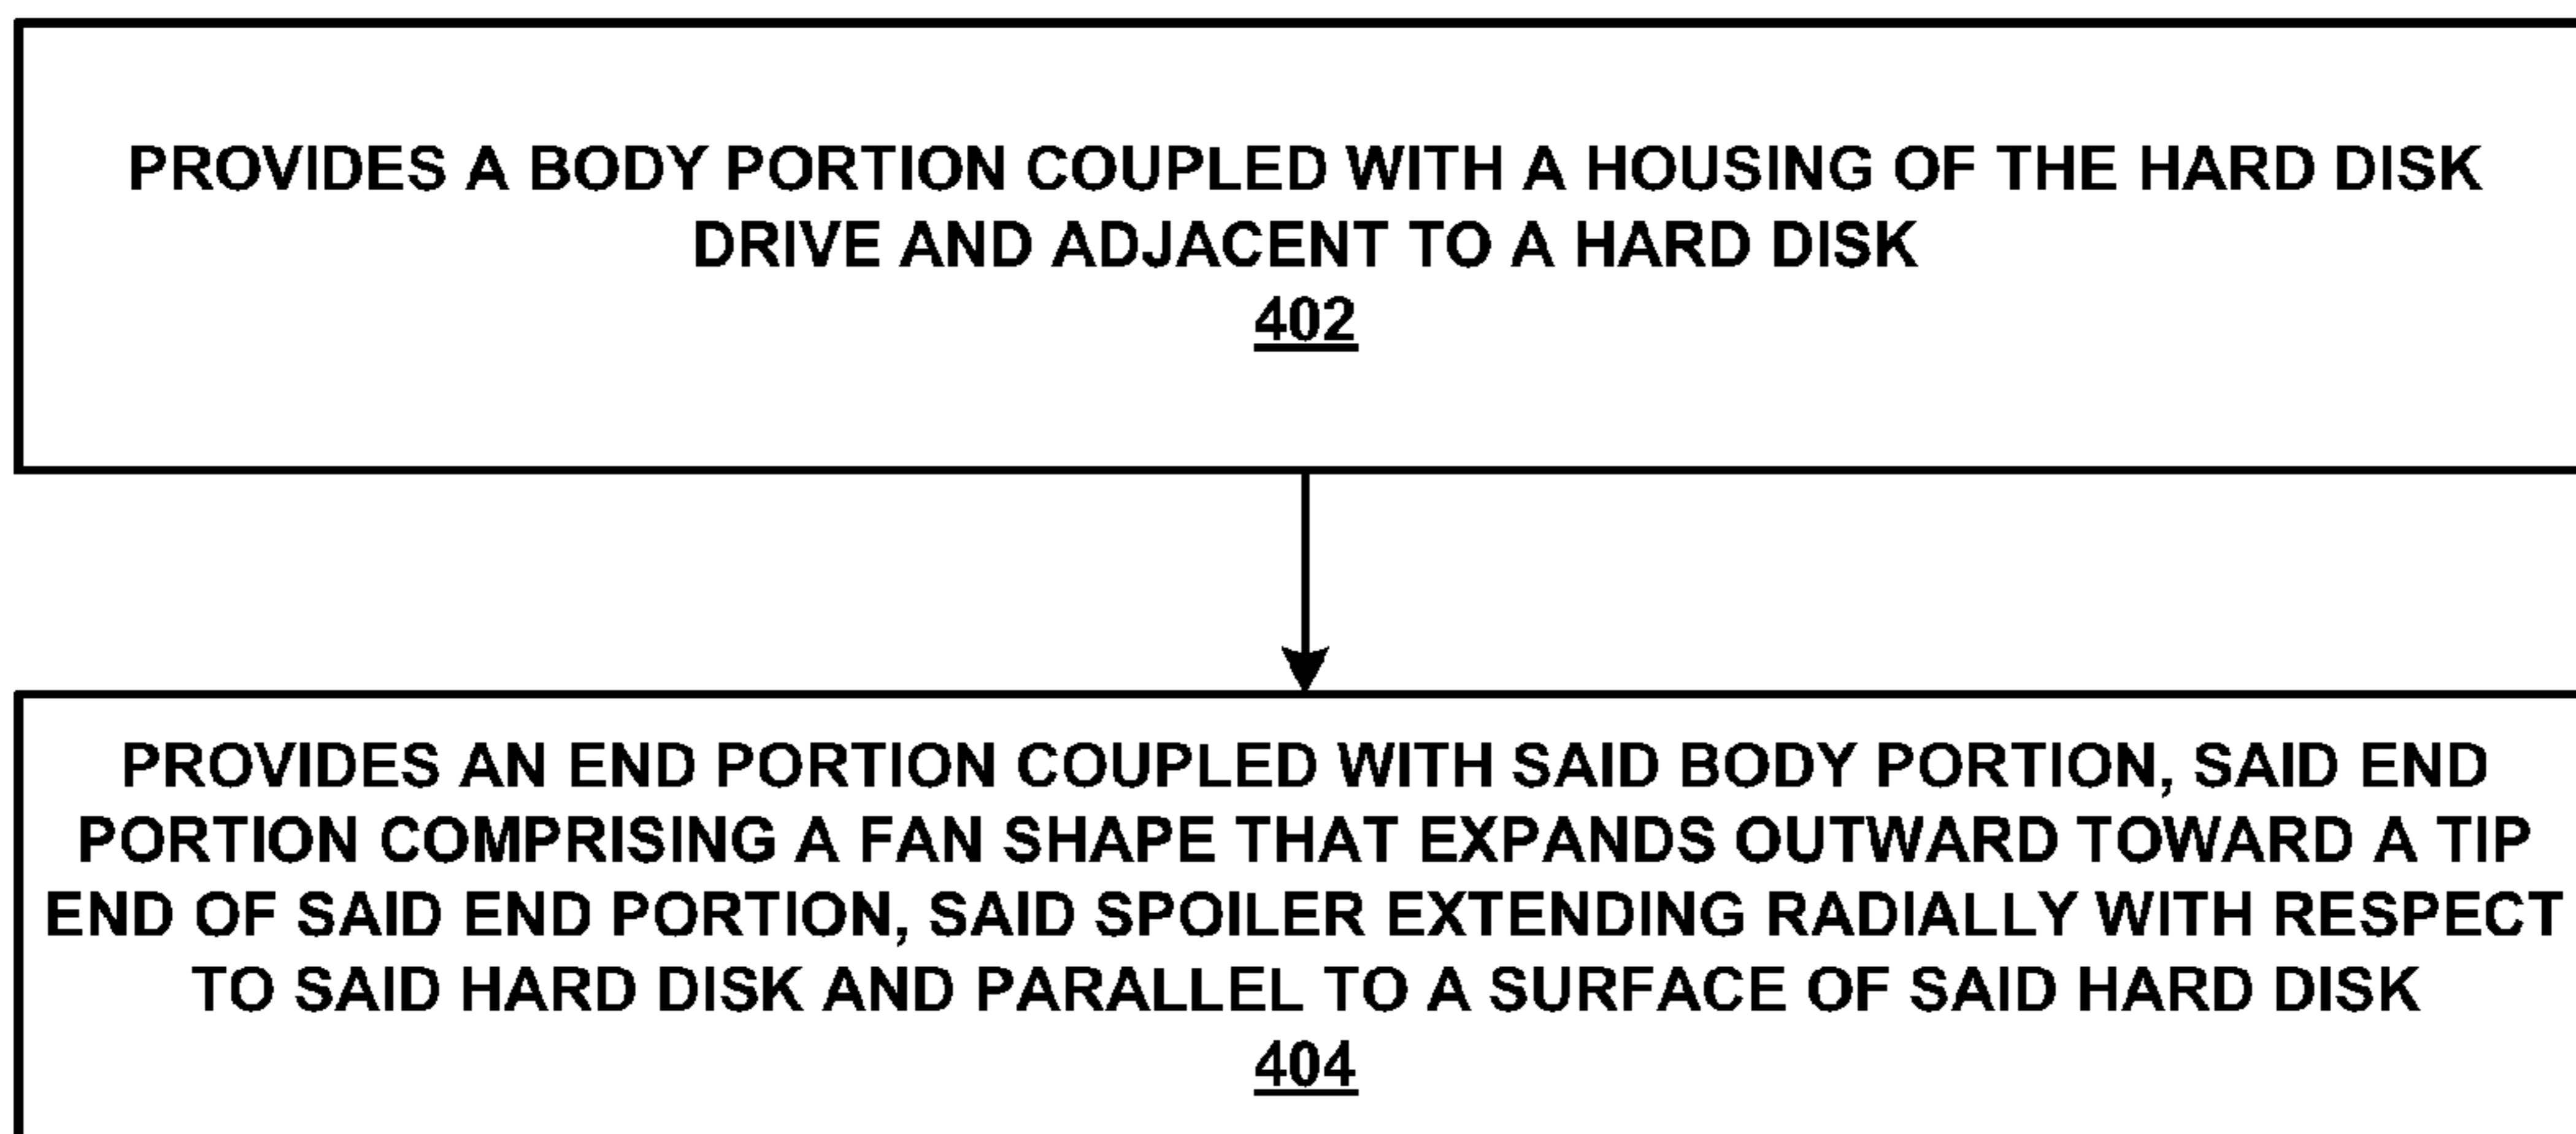 PROVIDES A BODY PORTION COUPLED WITH A HOUSING OF THE HARD DISK
DRIVE AND ADJACENT TO A HARD DISK
402
PROVIDES AN END PORTION COUPLED WITH SAID BODY PORTION, SAID END
PORTION COMPRISING A FAN SHAPE THAT EXPANDS OUTWARD TOWARD A TIP
END OF SAID END PORTION, SAID SPOILER EXTENDING RADIALLY WITH RESPECT
TO SAID HARD DISK AND PARALLEL TO A SURFACE OF SAID HARD DISK
404